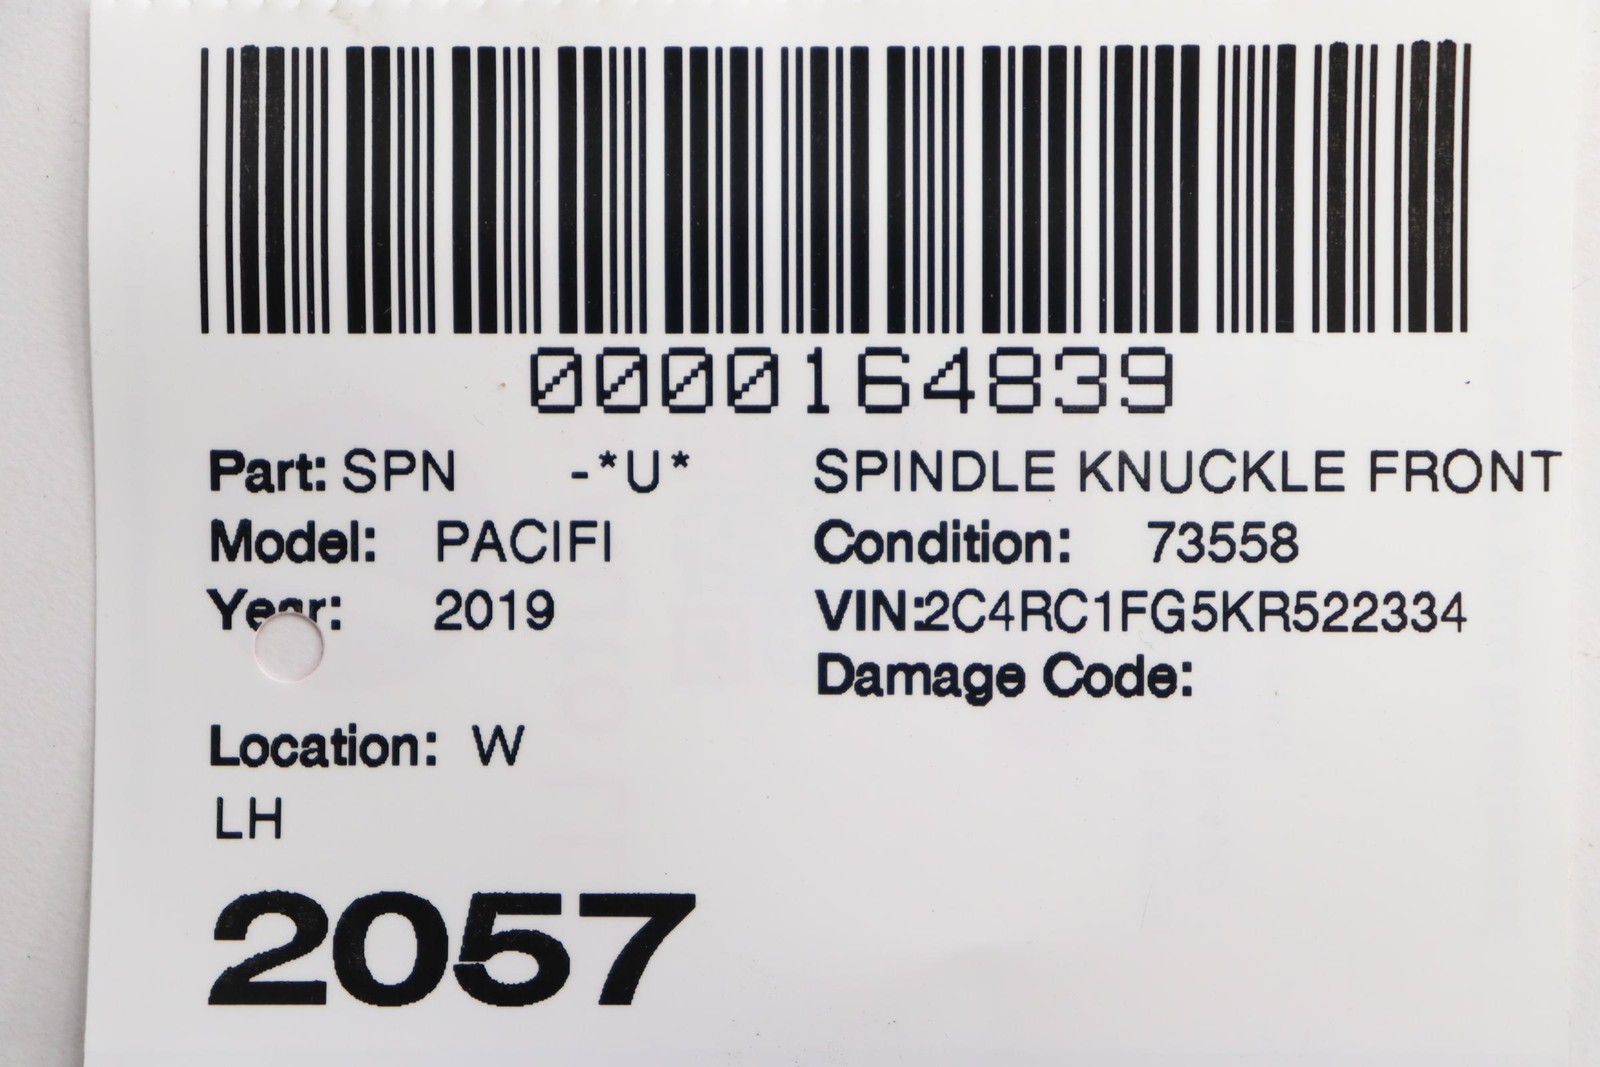 0000164839
Part: SPN -*U* SPINDLE KNUCKLE FRONT
Model: PACIFI Condition: 73558
Year: 2019 VIN:2C4RC1FG5KR522334
Damage Code:
Location: W
LH
2057